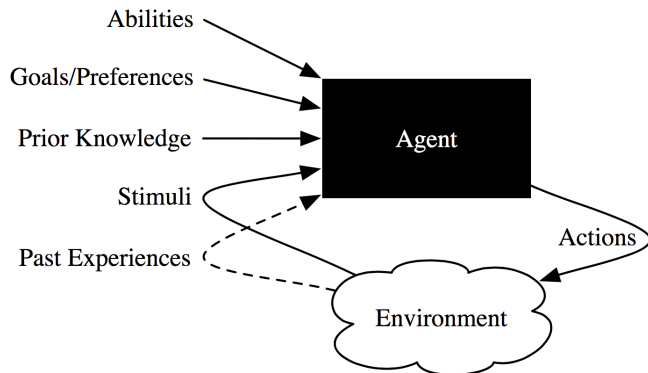 Abilities
Goals/Preferences
Prior Knowledge
Agent
Stimuli
Actions
Past Experiences
Environment